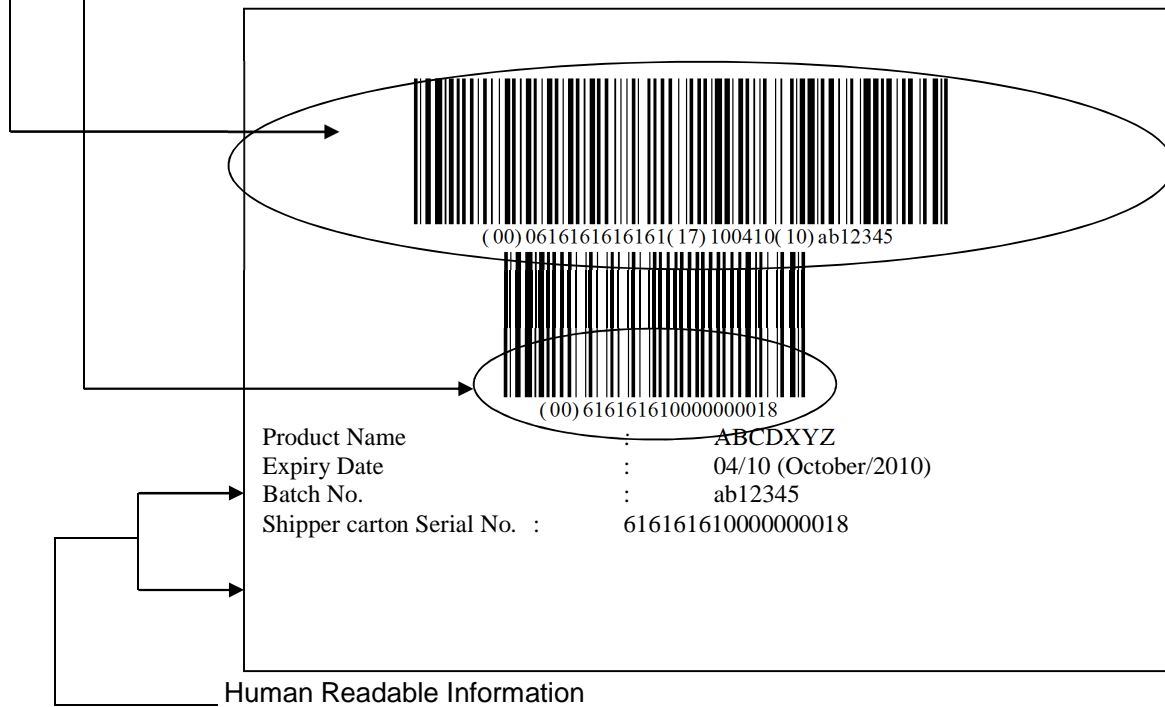 (00)0616161616161(17)100410(10)ab12345
(00)616161610000000018
Product Name : ABCDXYZ
Expiry Date : 04/10 (October/2010)
Batch No. : ab12345
Shipper carton Serial No. : 616161610000000018
Human Readable Information